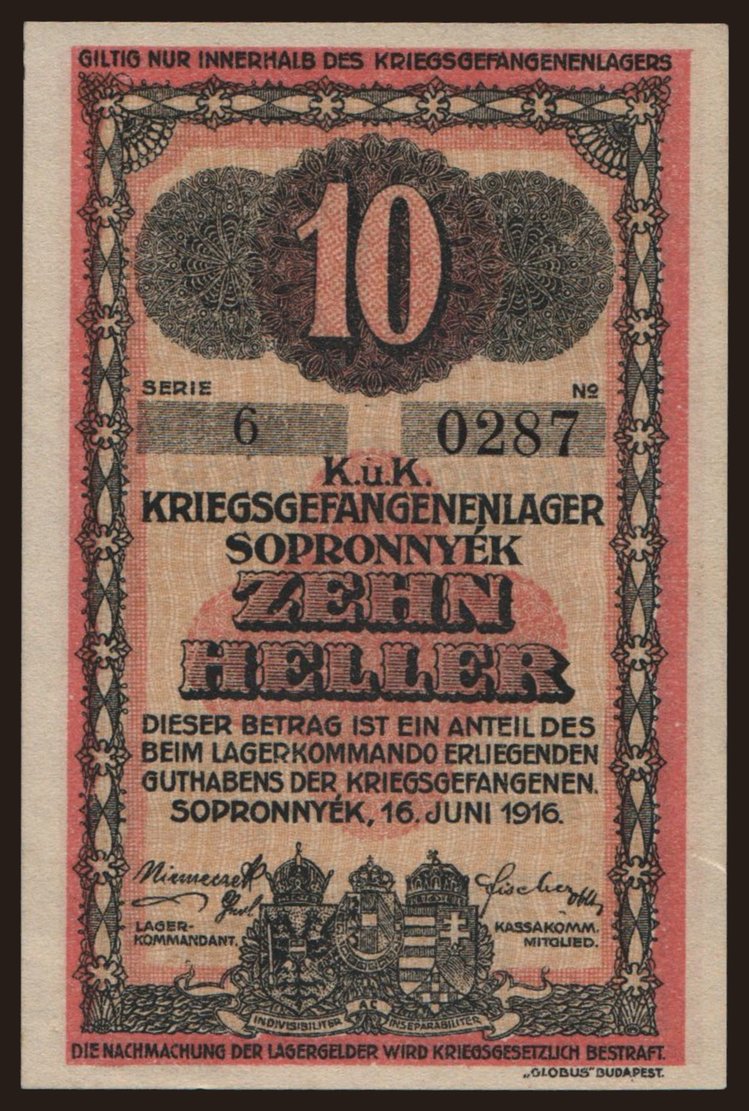 GILTIG NUR INNERHALB DES KRIEGSGEFANGENENLAGERS
10
SERIE
Nº
6
0287
K.u.K.
KRIEGSGEFANGENENLAGER
SOPRONNYÉK
ZEHN
HELLER
DIESER BETRAG IST EIN ANTEIL DES
BEIM LAGERKOMMANDO ERLIEGENDEN
GUTHABENS DER KRIEGSGEFANGENEN.
SOPRONNYÉK, 16. JUNI 1916.
Fischer
LAGER-
KOMMANDANT.
KASSAKOMM.
MITGLIED.
INDIVISIBILITER AC INSEPARABILITER
DIE NACHMACHUNG DER LAGERGELDER WIRD KRIEGSGESETZLICH BESTRAFT.
„GLOBUS" BUDAPEST.